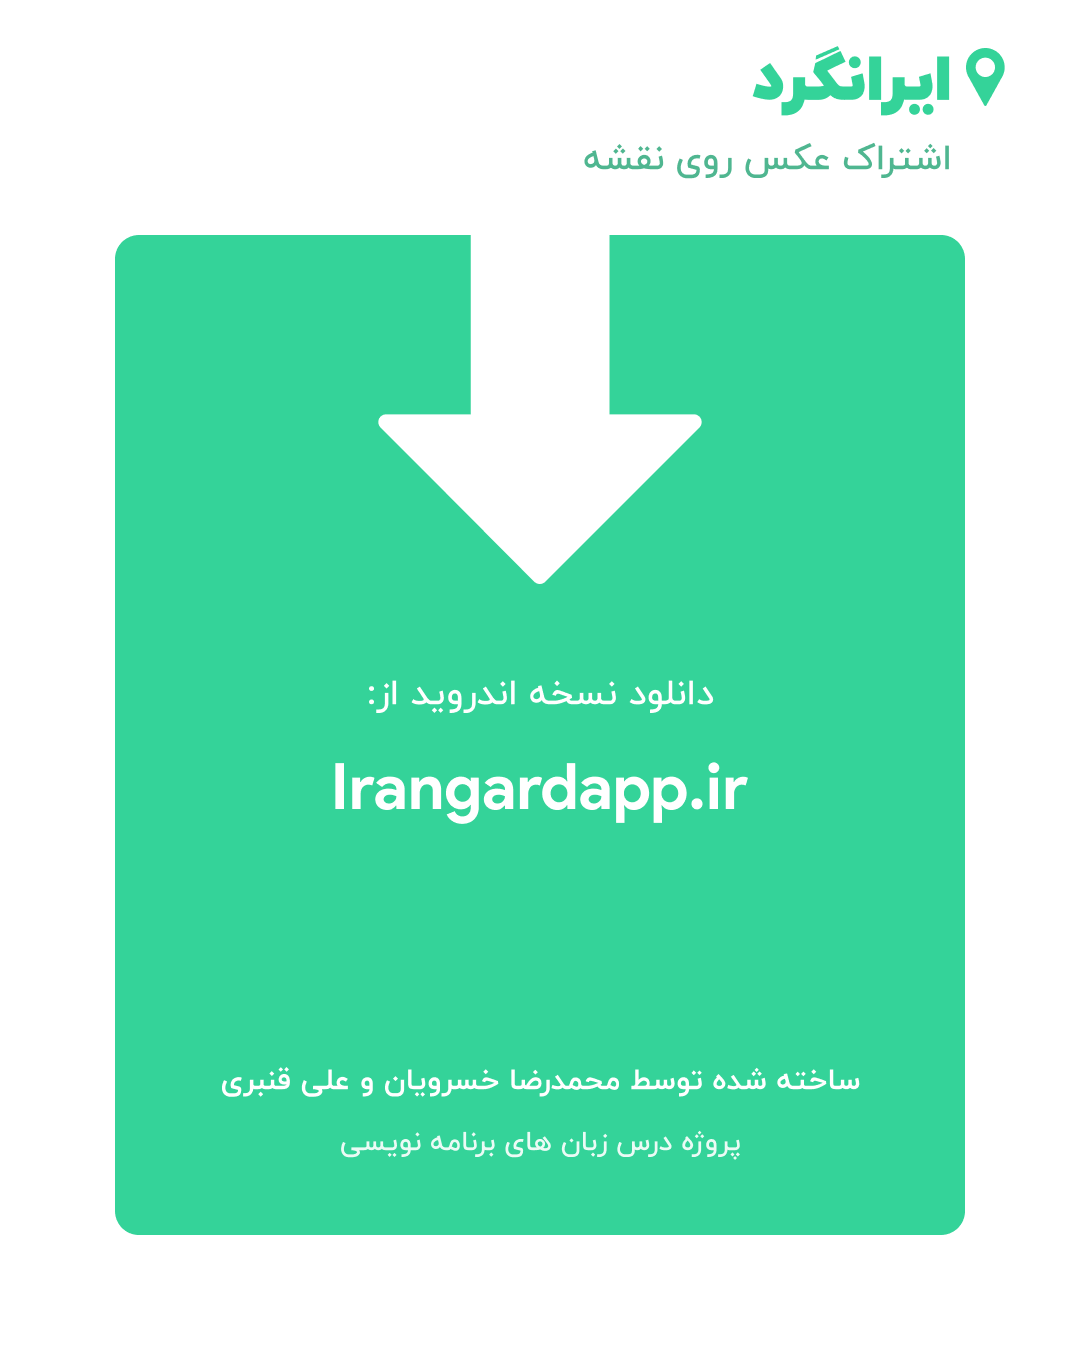 ایرانگرد
اشتراک عکس روی نقشه
دانلود نسخه اندروید از:
Irangardapp.ir
ساخته شده توسط محمدرضا خسرویان و علی قنبری
پروژه درس زبان های برنامه نویسی